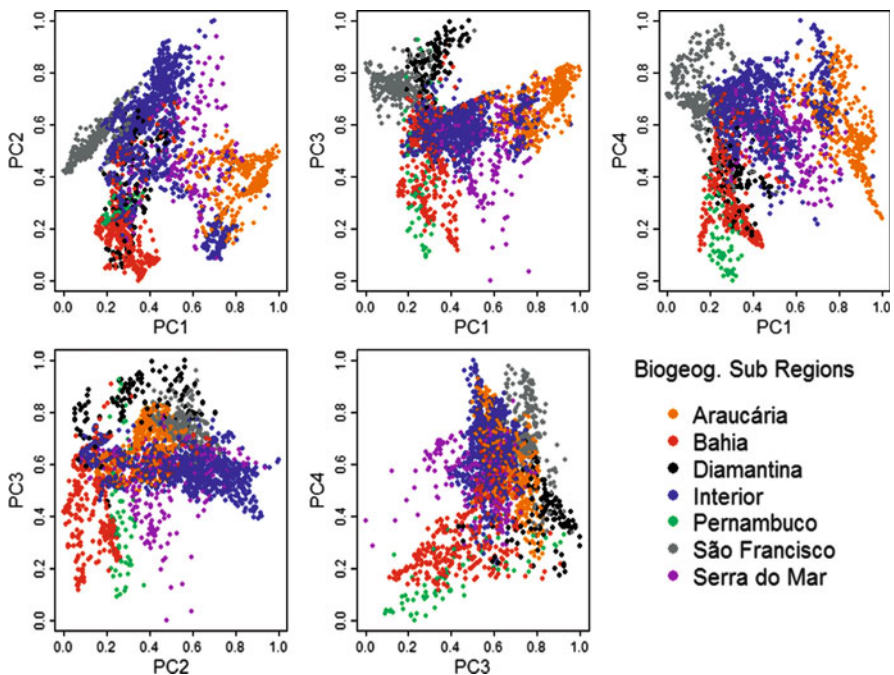 PC2
0.0 0.2 0.4 0.6 0.8 1.0
0.0 0.2 0.4 0.6 0.8 1.0
PC1
PC3
0.0 0.2 0.4 0.6 0.8 1.0
0.0 0.2 0.4 0.6 0.8 1.0
PC1
PC4
0.0 0.2 0.4 0.6 0.8 1.0
0.0 0.2 0.4 0.6 0.8 1.0
PC1
PC3
0.0 0.2 0.4 0.6 0.8 1.0
0.0 0.2 0.4 0.6 0.8 1.0
PC2
PC4
0.0 0.2 0.4 0.6 0.8 1.0
0.0 0.2 0.4 0.6 0.8 1.0
PC3
Biogeog. Sub Regions
Araucária
Bahia
Diamantina
Interior
Pernambuco
São Francisco
Serra do Mar